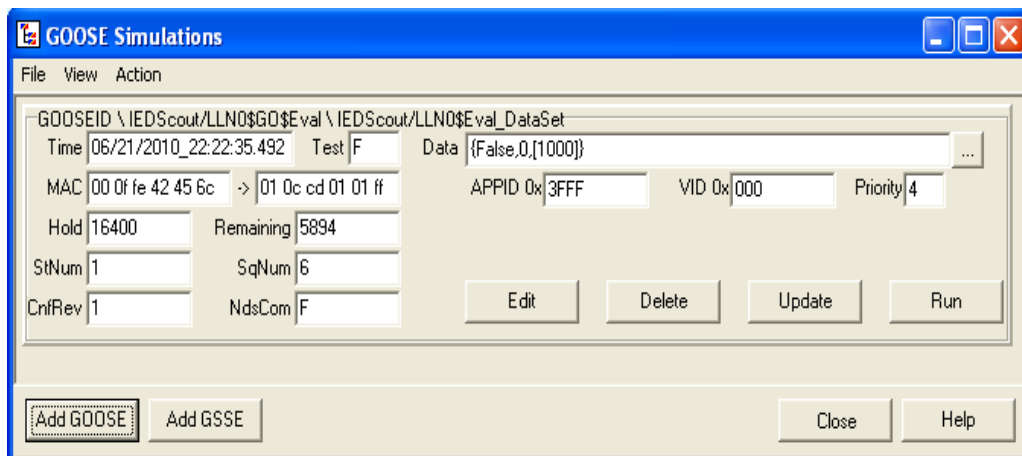 GOOSE Simulations
File View Action
GOOSEID \ IEDScout/LLN0$GO$Eval \ IEDScout/LLN0$Eval_DataSet
Time 06/21/2010_22:22:35.492 Test F Data {False,0,[1000]} ...
MAC 00 0f fe 42 45 6c -> 01 0c cd 01 01 ff APPID 0x 3FFF VID 0x 000 Priority 4
Hold 16400 Remaining 5894
StNum 1 SqNum 6
CnfRev 1 NdsCom F Edit Delete Update Run
Add GOOSE Add GSSE Close Help